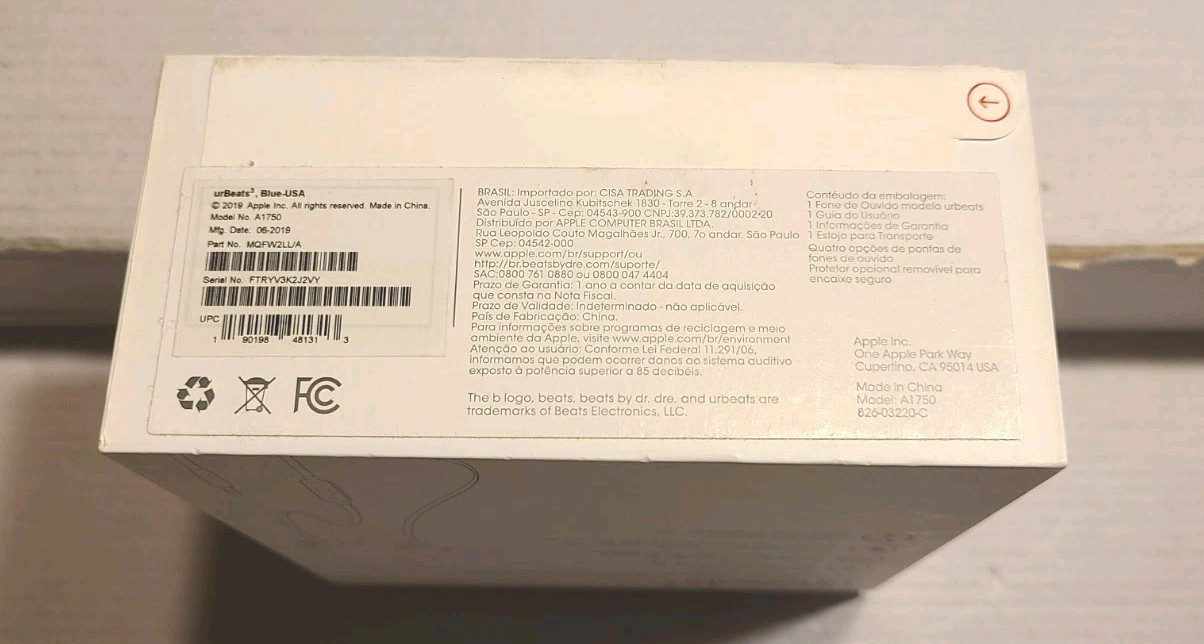 urBeats³, Blue-USA
© 2019 Apple Inc. All rights reserved. Made in China.
Model No. A1750
Mfg. Date: 06-2019
Part No. MQFW2LL/A
Serial No. FTRYV3K2J2VY
UPC
1 90198 48131 3
FC
BRASIL: Importado por: CISA TRADING S.A
Avenida Juscelino Kubitschek 1830 - Torre 2 - 8 andar
São Paulo - SP - Cep: 04543-900 CNPJ:39.373.782/0002-20
Distribuído por APPLE COMPUTER BRASIL LTDA.
Rua Leopoldo Couto Magalhães Jr., 700, 7o andar, São Paulo
SP Cep: 04542-000
www.apple.com/br/support/ou
http://br.beatsbydre.com/suporte/
SAC:0800 761 0880 ou 0800 047 4404
Prazo de Garantia: 1 ano a contar da data de aquisição
que consta na Nota Fiscal.
Prazo de Validade: Indeterminado - não aplicável.
País de Fabricação: China.
Para informações sobre programas de reciclagem e meio
ambiente da Apple, visite www.apple.com/br/environment
Atenção ao usuário: Conforme Lei Federal 11.291/06,
informamos que podem ocorrer danos ao sistema auditivo
exposto à potência superior a 85 decibéis.
The b logo, beats, beats by dr. dre, and urbeats are
trademarks of Beats Electronics, LLC.
Contéudo da embalagem:
1 Fone de Ouvido modelo urbeats
1 Guia do Usuário
1 Informações de Garantia
1 Estojo para Transporte
Quatro opções de pontas de
fones de ouvido
Protetor opcional removível para
encaixe seguro
Apple Inc.
One Apple Park Way
Cupertino, CA 95014 USA
Made in China
Model: A1750
826-03220-C